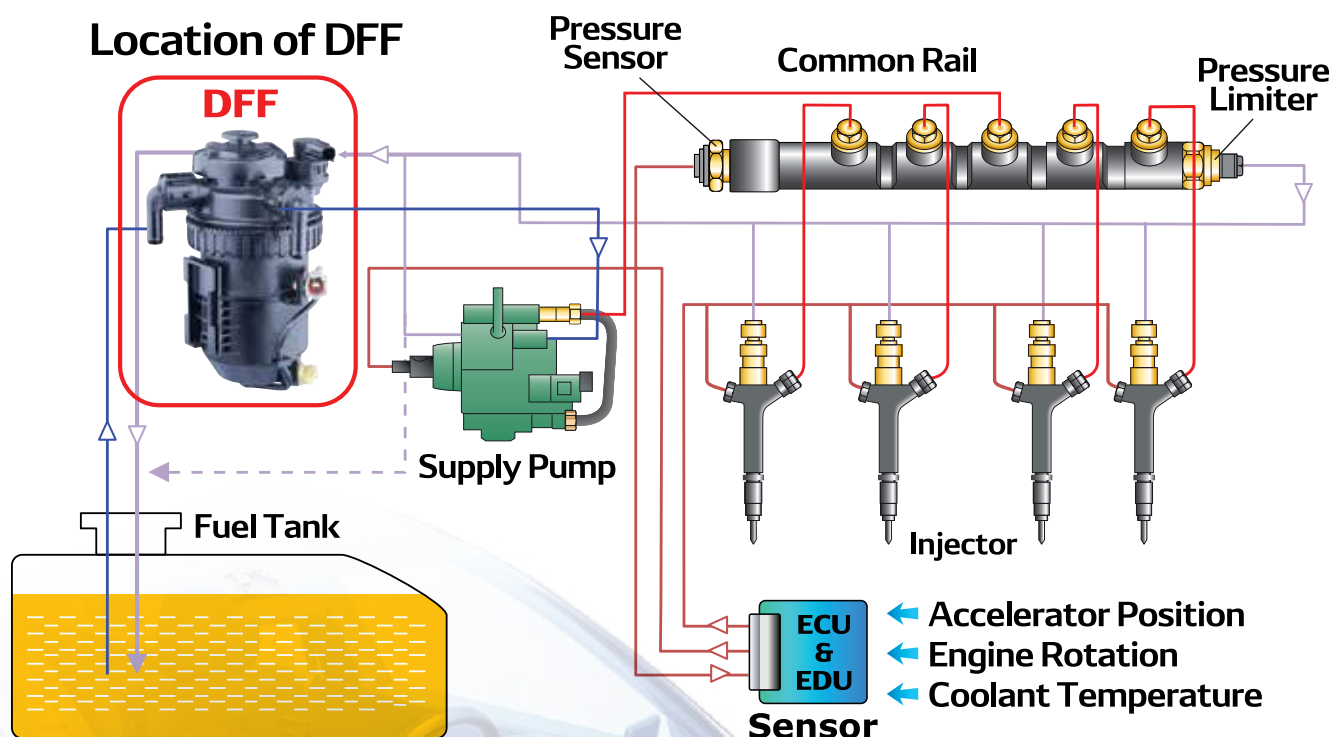 Location of DFF
DFF
Pressure
Sensor
Common Rail
Pressure
Limiter
Supply Pump
Fuel Tank
Injector
ECU
&
EDU
Sensor
Accelerator Position
Engine Rotation
Coolant Temperature